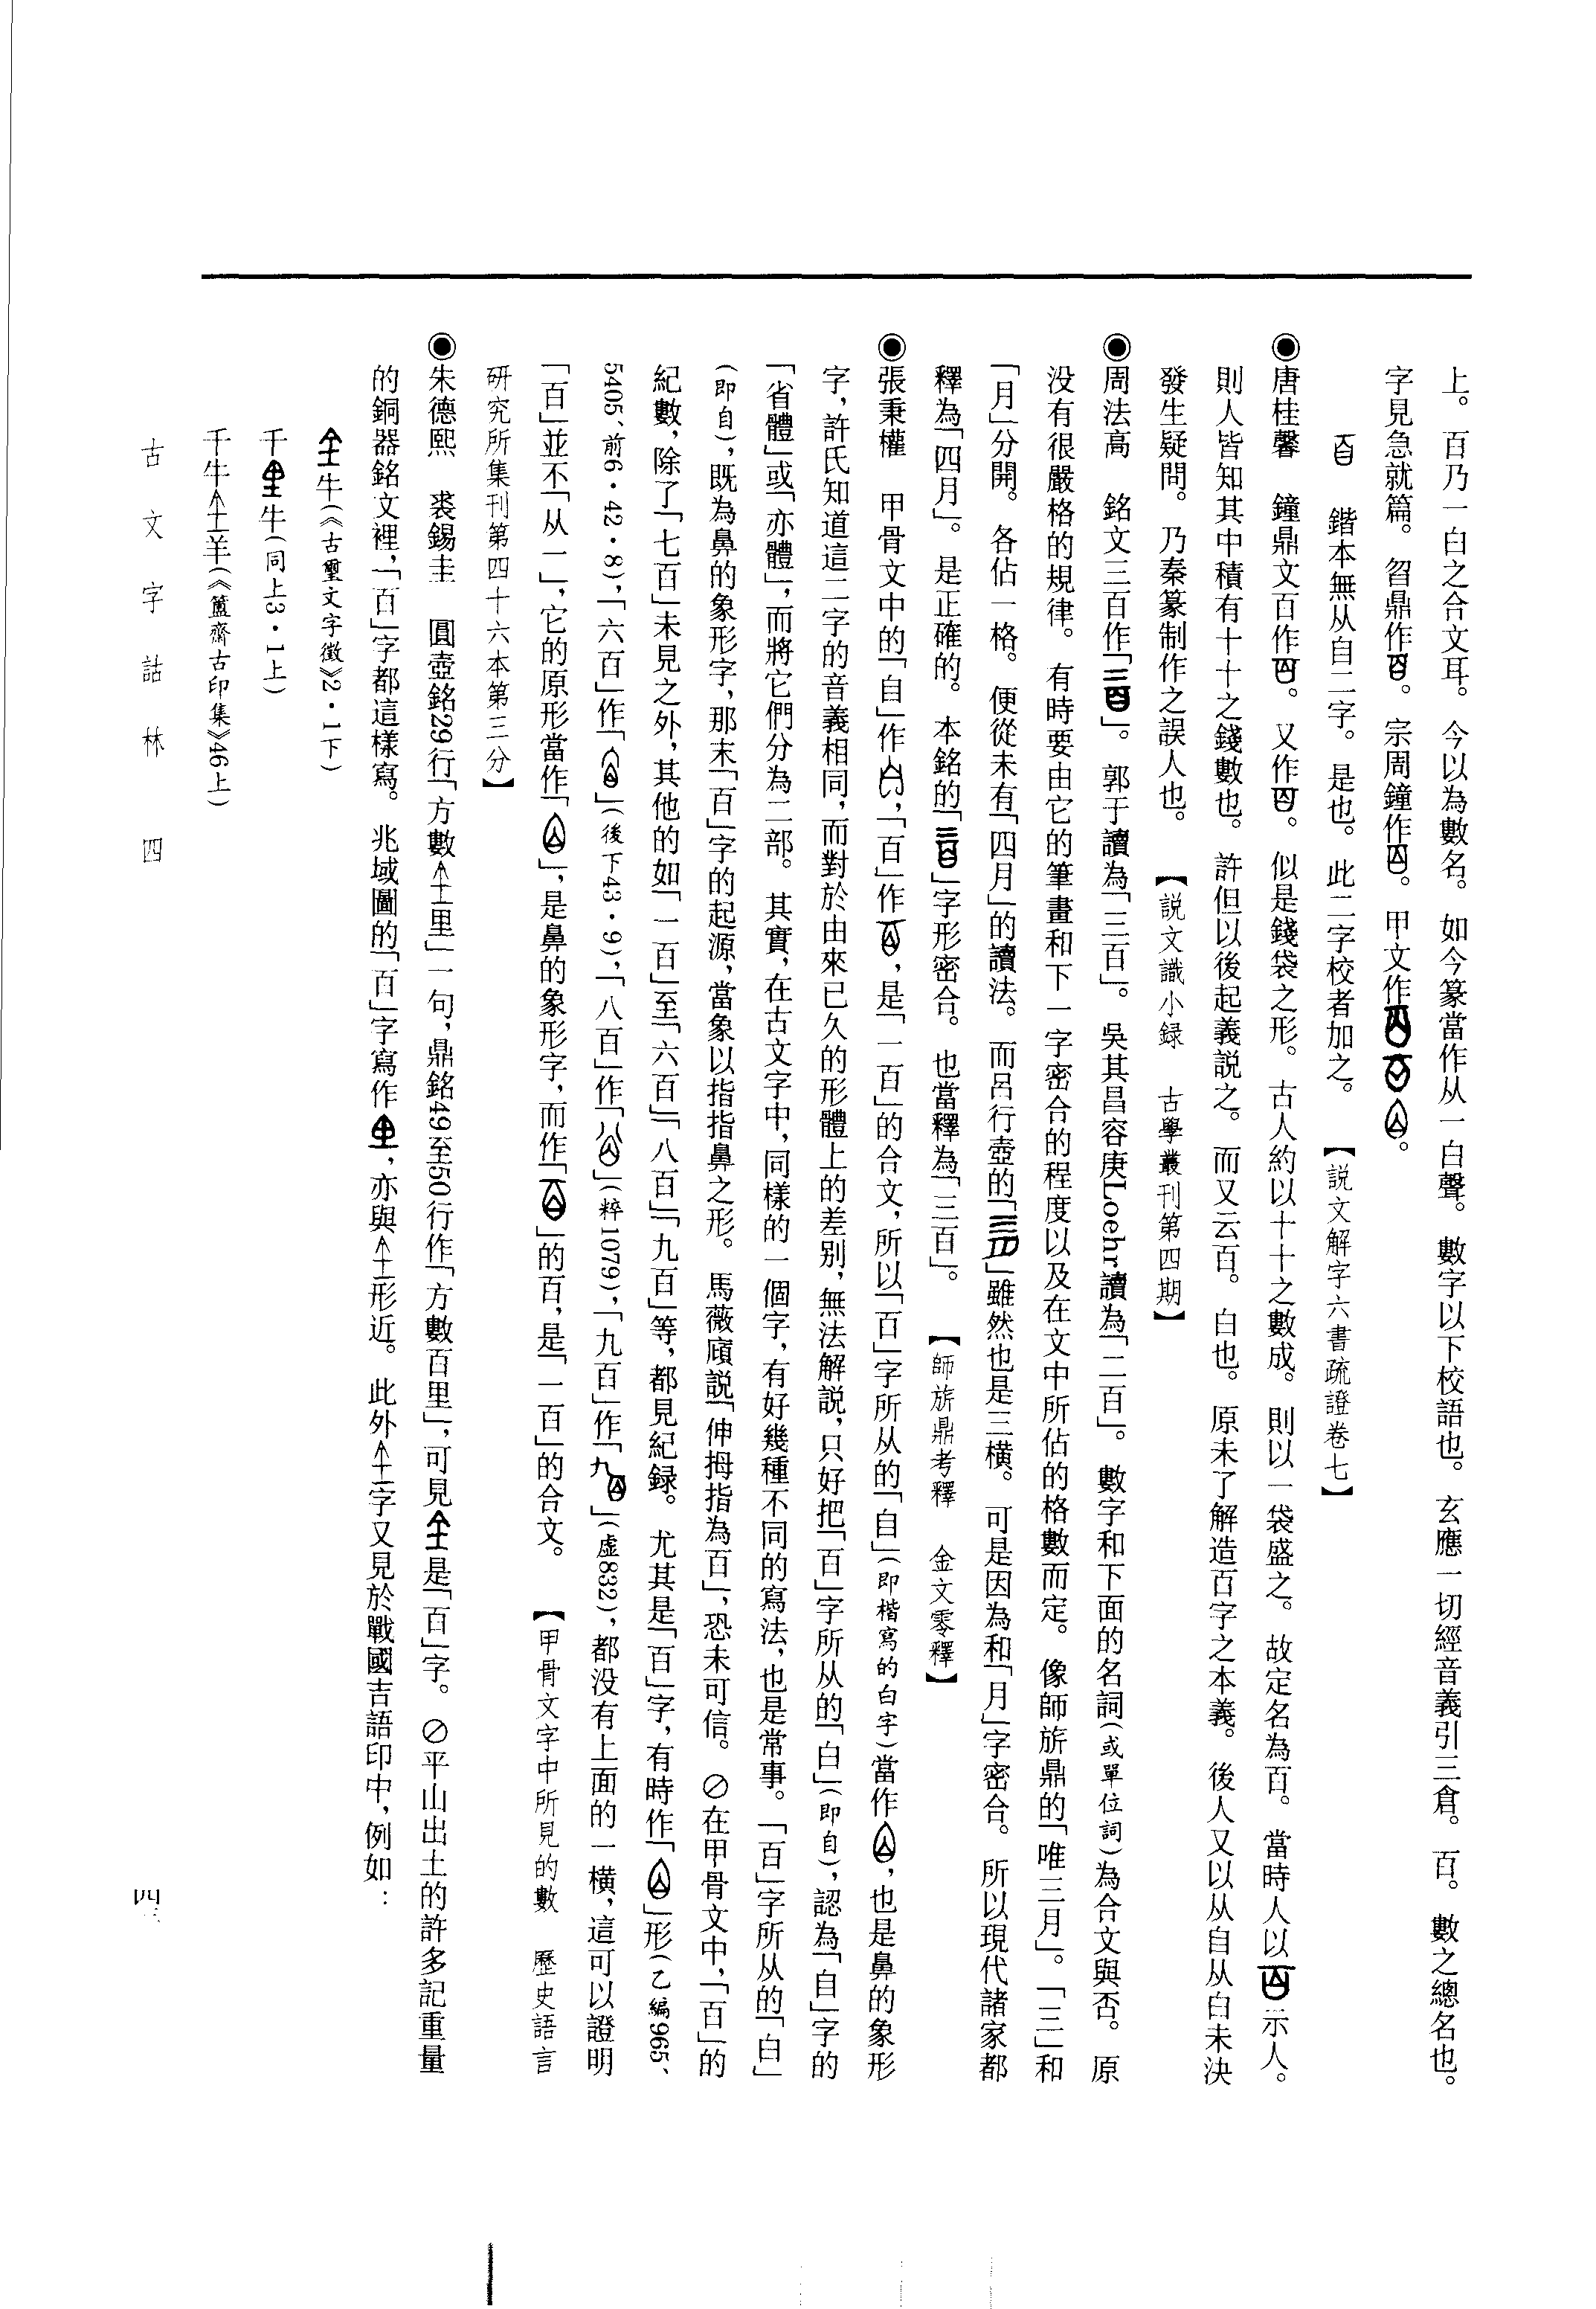 上。百乃一白之合文耳。今以為數名。如今篆當作从一白聲。數字以下校語也。玄應一切經音義引三倉。百。數之總名也。
字見急就篇。曶鼎作。宗周鐘作。甲文作。
鍇本無从自二字。是也。此二字校者加之。【説文解字六書疏證卷七】
◉唐桂馨　鐘鼎文百作。又作。似是錢袋之形。古人約以十十之數成。則以一袋盛之。故定名為百。當時人以示人。
則人皆知其中積有十十之錢數也。許但以後起義説之。而又云百。白也。原未了解造百字之本義。後人又以从自从白未決
發生疑問。乃秦篆制作之誤人也。【説文識小録　古學叢刊第四期】
◉周法高　銘文三百作「」。郭于讀為「三百」。吳其昌容庚Loehr讀為「二百」。數字和下面的名詞(或單位詞)為合文與否。原
没有很嚴格的規律。有時要由它的筆畫和下一字密合的程度以及在文中所佔的格數而定。像師旂鼎的「唯三月」。「三」和
「月」分開。各佔一格。便從未有「四月」的讀法。而呂行壺的「」雖然也是三横。可是因為和「月」字密合。所以現代諸家都
釋為「四月」。是正確的。本銘的「」字形密合。也當釋為「三百」。【師旂鼎考釋　金文零釋】
◉張秉權　甲骨文中的「自」作，「百」作，是「一百」的合文，所以「百」字所从的「自」(即楷寫的白字)當作，也是鼻的象形
字，許氏知道這二字的音義相同，而對於由來已久的形體上的差别，無法解説，只好把「百」字所从的「白」(即自)，認為「自」字的
「省體」或「亦體」，而將它們分為二部。其實，在古文字中，同樣的一個字，有好幾種不同的寫法，也是常事。「百」字所从的「白」
(即自)，既為鼻的象形字，那末「百」字的起源，當象以指指鼻之形。馬薇廎説「伸拇指為百」，恐未可信。⊘在甲骨文中，「百」的
紀數，除了「七百」未見之外，其他的如「一百」至「六百」「八百」「九百」等，都見紀録。尤其是「百」字，有時作「」形(乙編965、
5405、前6·42·8)，「六百」作「」(後下43·9)，「八百」作「」(粹1079)，「九百」作「」(虚832)，都没有上面的一横，這可以證明
「百」並不「从一」，它的原形當作「」，是鼻的象形字，而作「」的百，是「一百」的合文。【甲骨文字中所見的數　歷史語言
研究所集刊第四十六本第三分】
◉朱德熙　裘錫圭　圓壺銘29行「方數里」一句，鼎銘49至50行作「方數百里」，可見是「百」字。⊘平山出土的許多記重量
的銅器銘文裡，「百」字都這樣寫。兆域圖的「百」字寫作，亦與形近。此外字又見於戰國吉語印中，例如：
牛(《古璽文字徵》2·1下)
千牛(同上3·1上)
千牛羊(《簠齋古印集》46上)
古文字詁林　四